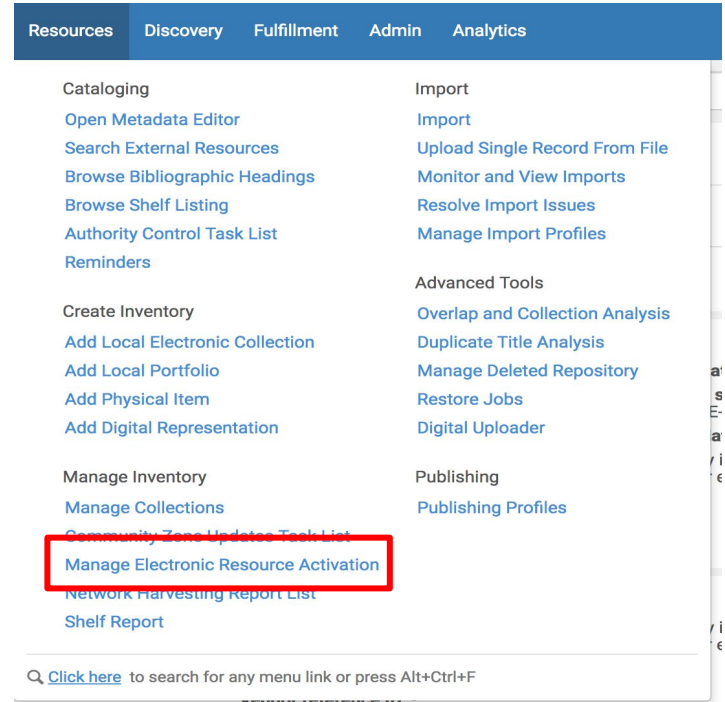 Resources Discovery Fulfillment Admin Analytics
Cataloging
Open Metadata Editor
Search External Resources
Browse Bibliographic Headings
Browse Shelf Listing
Authority Control Task List
Reminders
Create Inventory
Add Local Electronic Collection
Add Local Portfolio
Add Physical Item
Add Digital Representation
Manage Inventory
Manage Collections
Community Zone Updates Task List
Manage Electronic Resource Activation
Network Harvesting Report List
Shelf Report
Import
Import
Upload Single Record From File
Monitor and View Imports
Resolve Import Issues
Manage Import Profiles
Advanced Tools
Overlap and Collection Analysis
Duplicate Title Analysis
Manage Deleted Repository
Restore Jobs
Digital Uploader
Publishing
Publishing Profiles
Click here to search for any menu link or press Alt+Ctrl+F